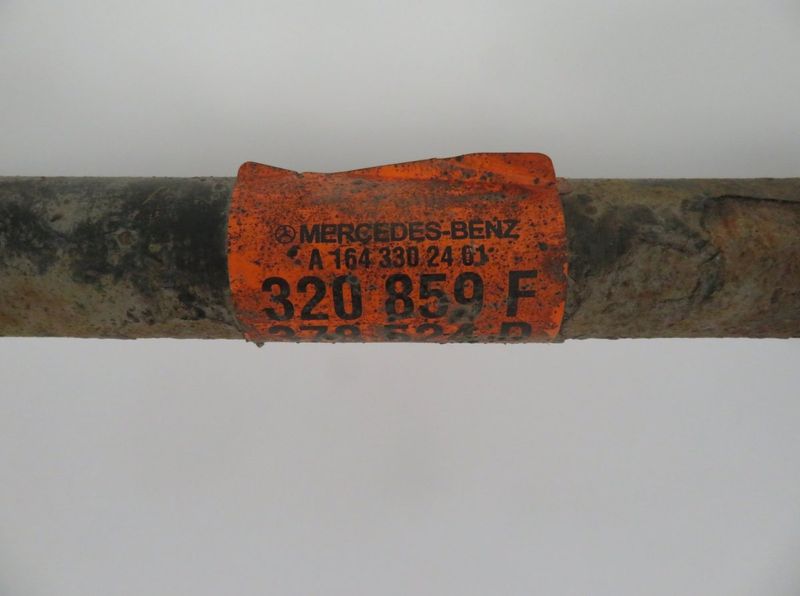 MERCEDES-BENZ
A 164 330 24 01
320 859 F